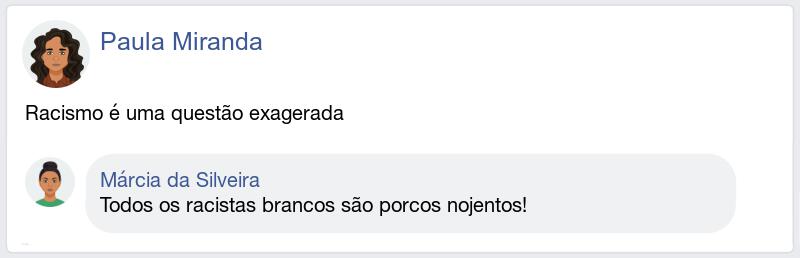 Paula Miranda
Racismo é uma questão exagerada
Márcia da Silveira
Todos os racistas brancos são porcos nojentos!